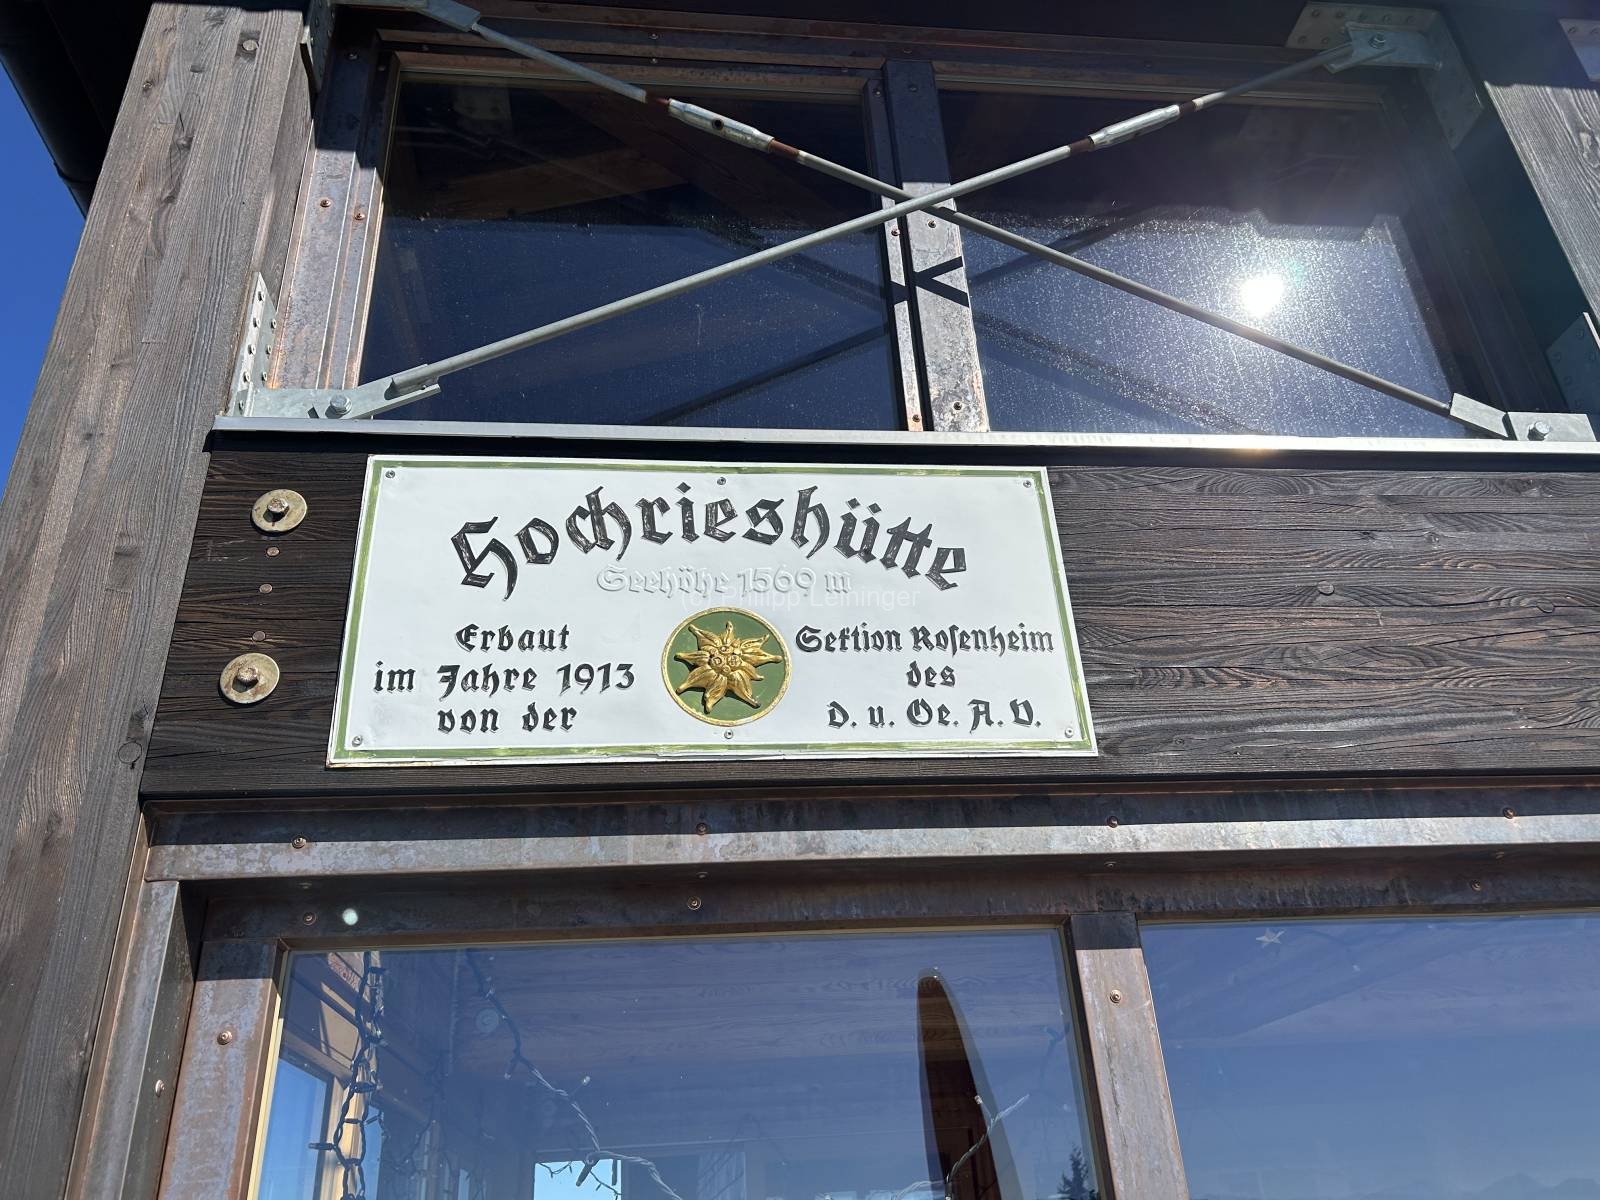 Hochrieshütte
Seehöhe 1569 m
(c) Philipp Leininger
Erbaut
im Jahre 1913
von der
Sektion Rosenheim
des
D. u. Oe. A. V.